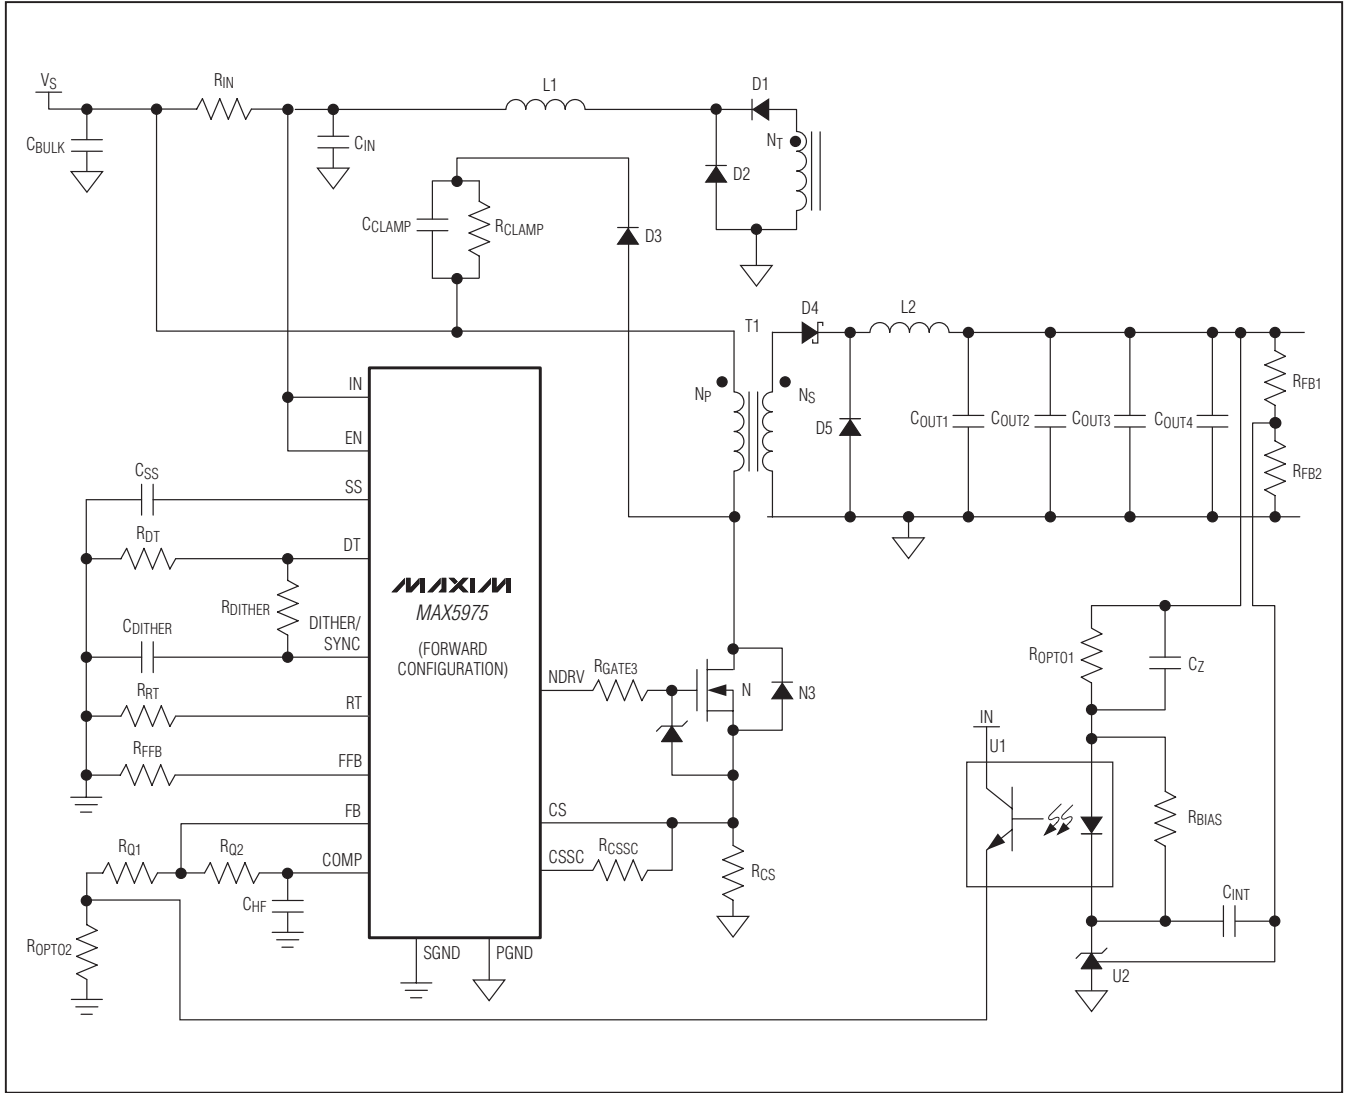 VS
RIN
L1
D1
CBULK
CIN
NT
D2
CCLAMP
RCLAMP
D3
T1
D4
L2
NP
NS
D5
COUT1
COUT2
COUT3
COUT4
RFB1
RFB2
IN
EN
CSS
SS
RDT
DT
RDITHER
CDITHER
DITHER/
SYNC
RRT
RT
RFFB
FFB
FB
RQ1
RQ2
COMP
CHF
ROPTO2
MAXIM
MAX5975
(FORWARD
CONFIGURATION)
NDRV
RGATE3
N
N3
CS
CSSC
RCSSC
RCS
SGND
PGND
ROPTO1
CZ
IN
U1
RBIAS
CINT
U2